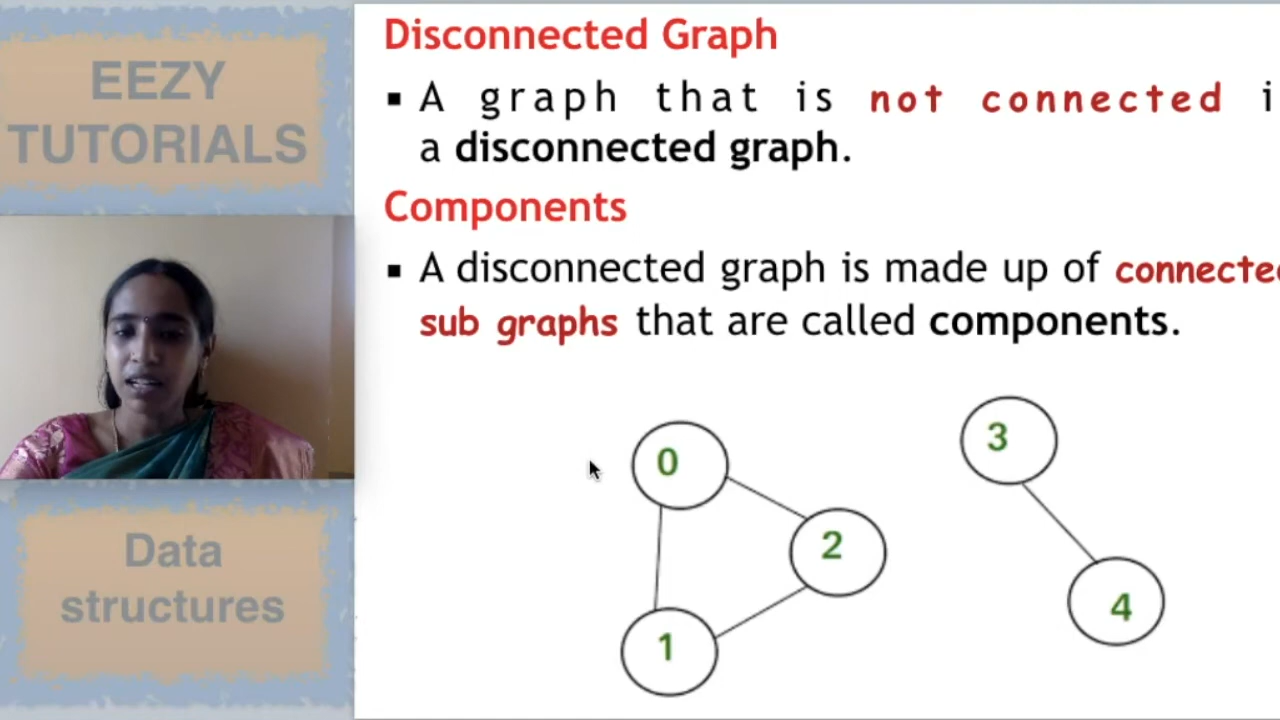 EEZY
TUTORIALS
Data
structures
Disconnected Graph
▪ A graph that is not connected i
a disconnected graph.
Components
▪ A disconnected graph is made up of connected
sub graphs that are called components.
0
3
2
4
1